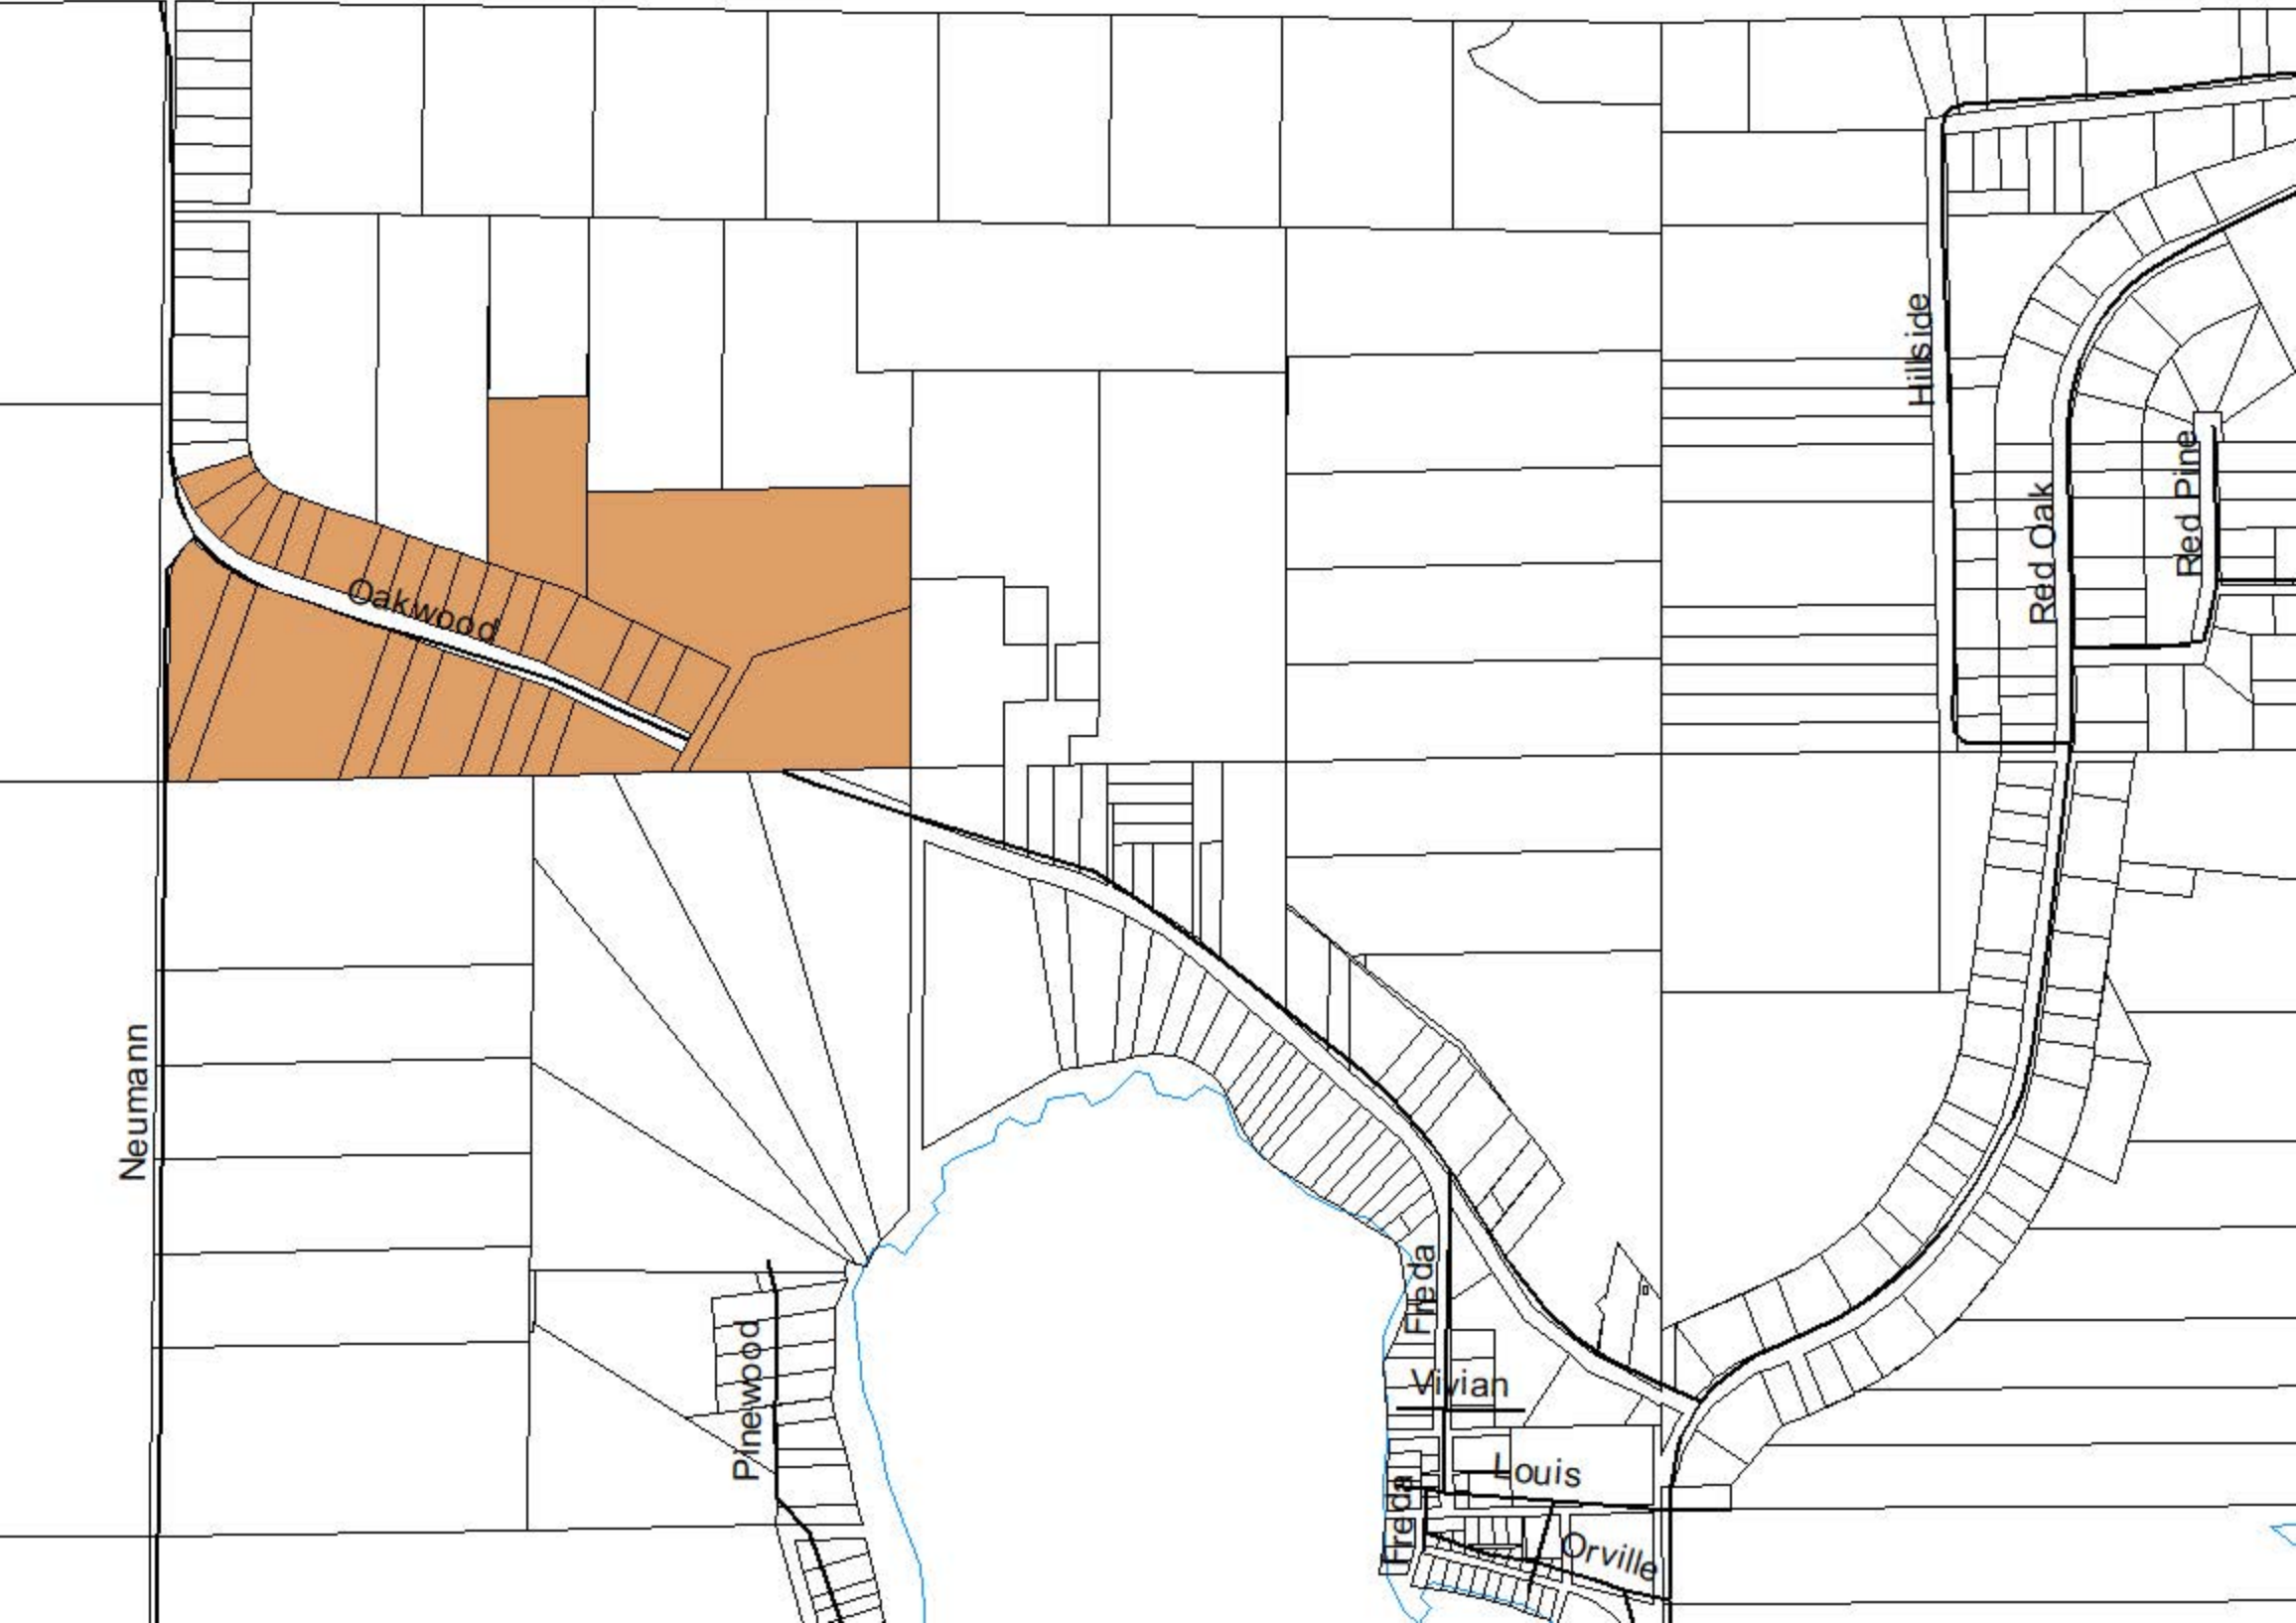 Hillside
Red Pine
Red Oak
Oakwood
Neumann
Freda
Pinewood
Vivian
Louis
Freda
Orville